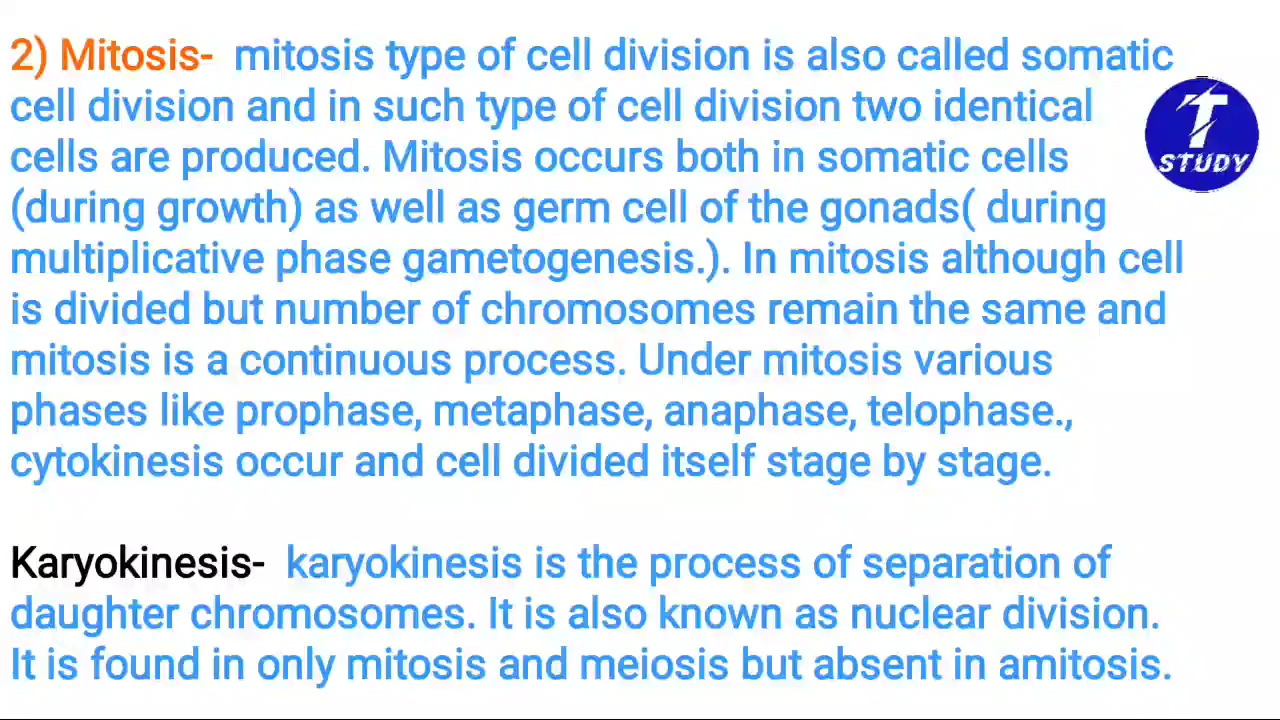 2) Mitosis- mitosis type of cell division is also called somatic
cell division and in such type of cell division two identical
cells are produced. Mitosis occurs both in somatic cells
(during growth) as well as germ cell of the gonads( during
multiplicative phase gametogenesis.). In mitosis although cell
is divided but number of chromosomes remain the same and
mitosis is a continuous process. Under mitosis various
phases like prophase, metaphase, anaphase, telophase.,
cytokinesis occur and cell divided itself stage by stage.
T
STUDY
Karyokinesis- karyokinesis is the process of separation of
daughter chromosomes. It is also known as nuclear division.
It is found in only mitosis and meiosis but absent in amitosis.